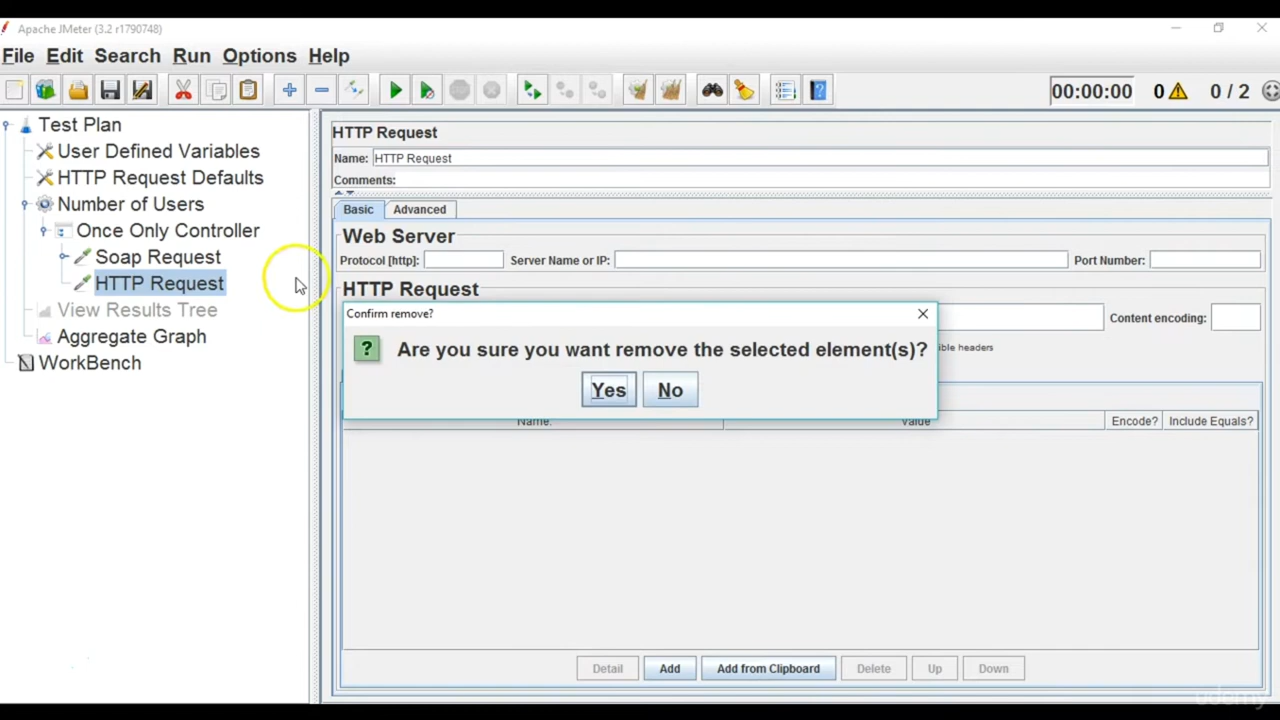 Apache JMeter (3.2 r1790748)
File Edit Search Run Options Help
00:00:00 0 0 / 2
Test Plan
User Defined Variables
HTTP Request Defaults
Number of Users
Once Only Controller
Soap Request
HTTP Request
View Results Tree
Aggregate Graph
WorkBench
HTTP Request
Name: HTTP Request
Comments:
Basic Advanced
Web Server
Protocol [http]: Server Name or IP: Port Number:
HTTP Request
Content encoding:
headers
Confirm remove?
Are you sure you want remove the selected element(s)?
Yes No
Name: Value Encode? Include Equals?
Detail Add Add from Clipboard Delete Up Down
udemy